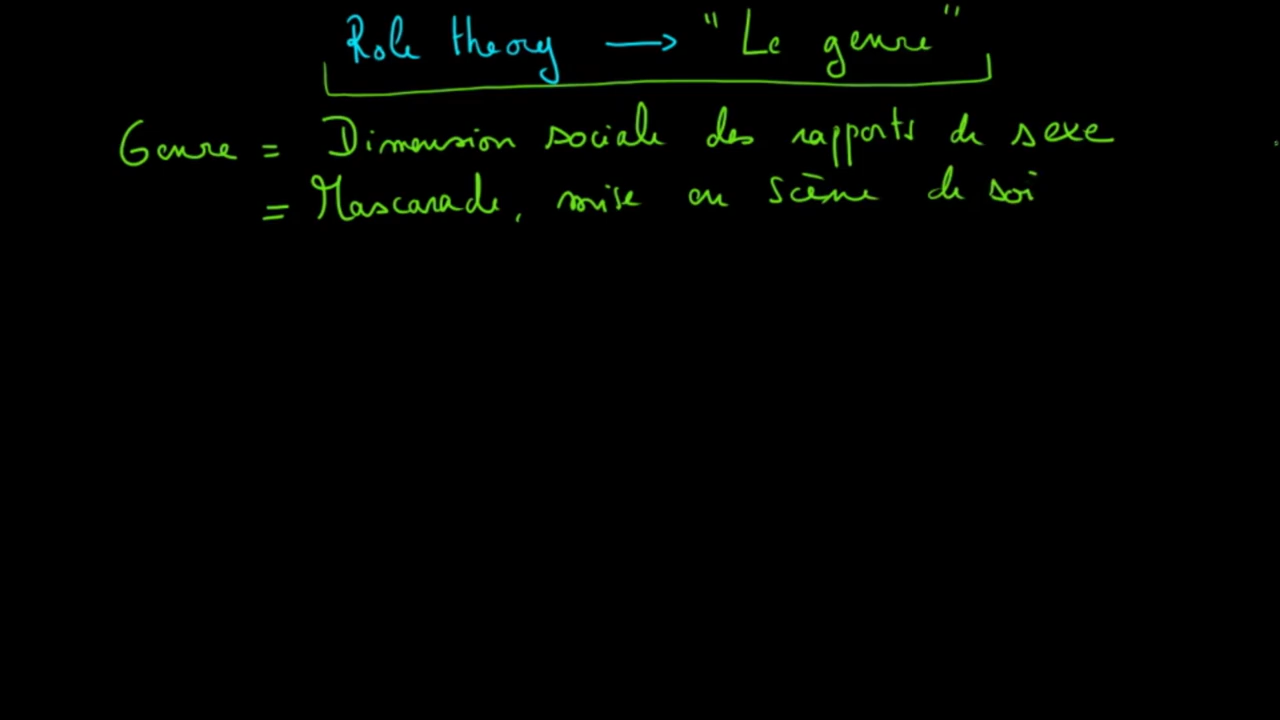 Role theory → "Le genre"
Genre = Dimension sociale des rapports de sexe
= Mascarade, mise en scène de soi